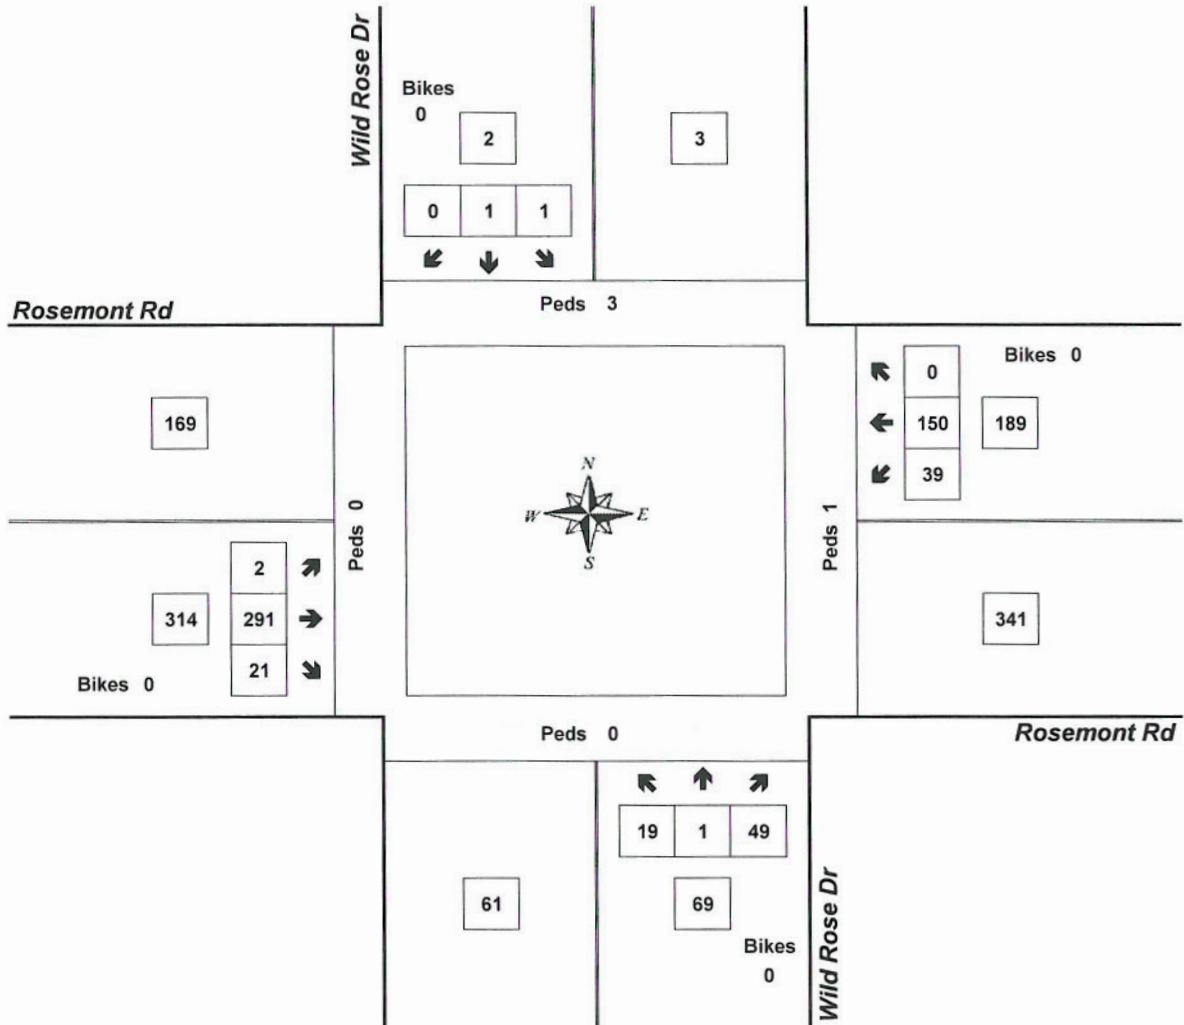 Wild Rose Dr
Bikes
0
2
3
0 1 1
Peds 3
Rosemont Rd
Bikes 0
0
169
150 189
39
N
W E
S
Peds 0
Peds 1
2
314 291
341
21
Bikes 0
Peds 0
Rosemont Rd
19 1 49
61
69
Bikes
0
Wild Rose Dr